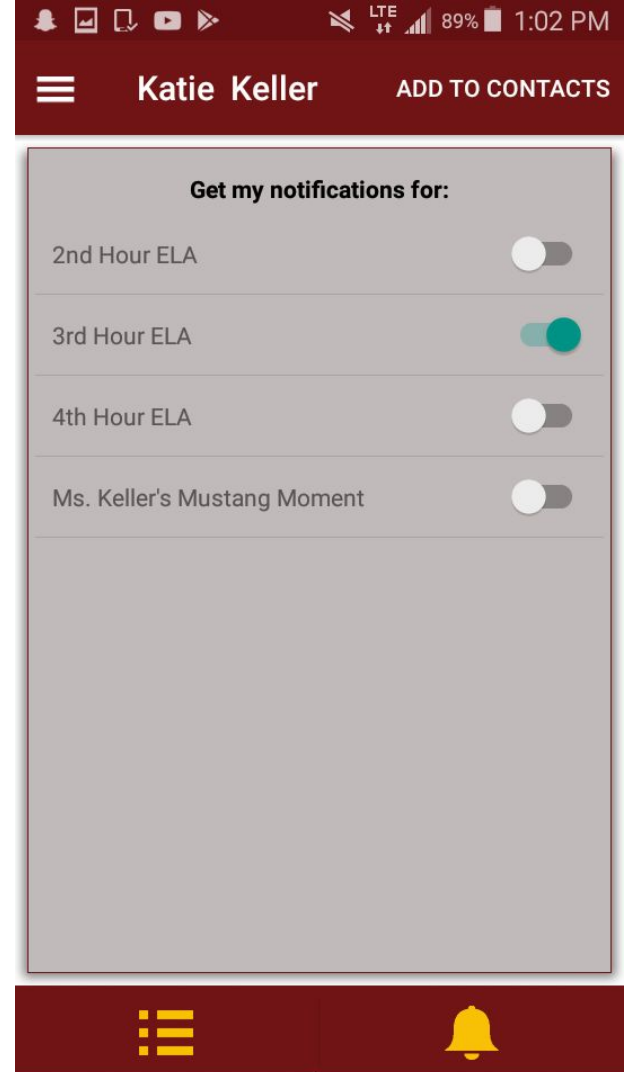 LTE 89% 1:02 PM
Katie Keller ADD TO CONTACTS
Get my notifications for:
2nd Hour ELA
3rd Hour ELA
4th Hour ELA
Ms. Keller's Mustang Moment